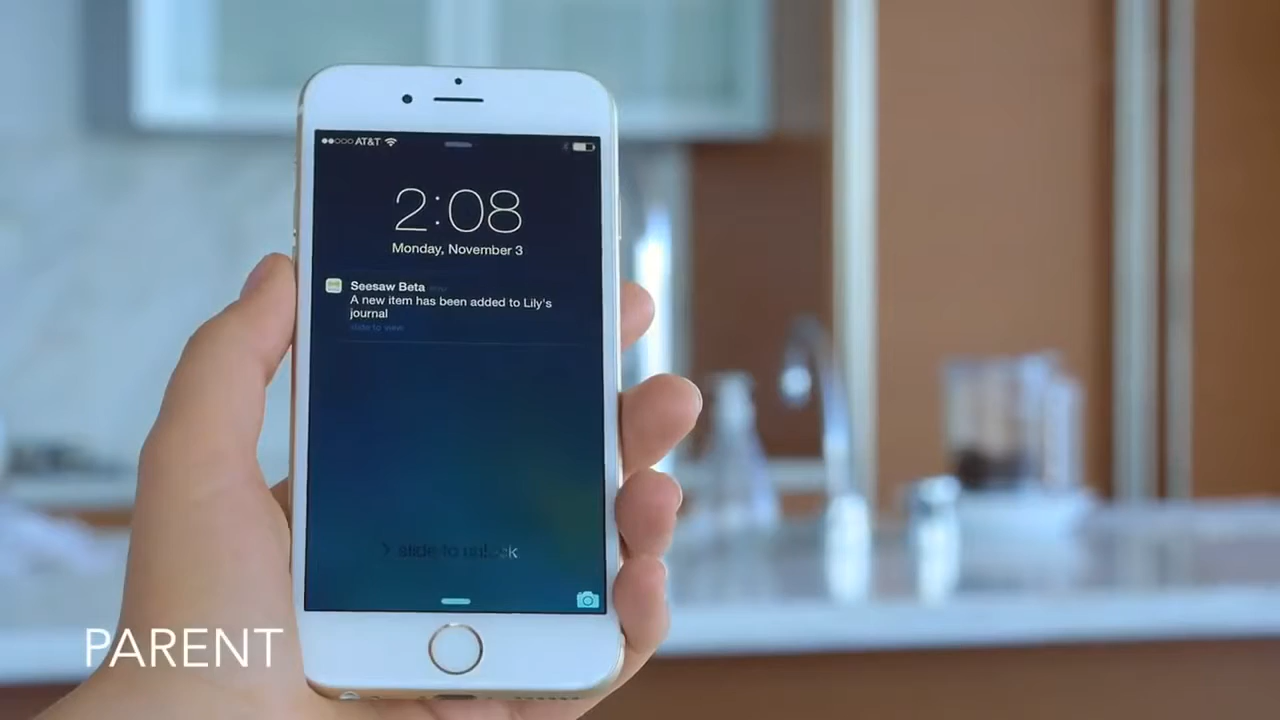 AT&T
2:08
Monday, November 3
Seesaw Beta now
A new item has been added to Lily's
journal
slide to view
slide to unlock
PARENT